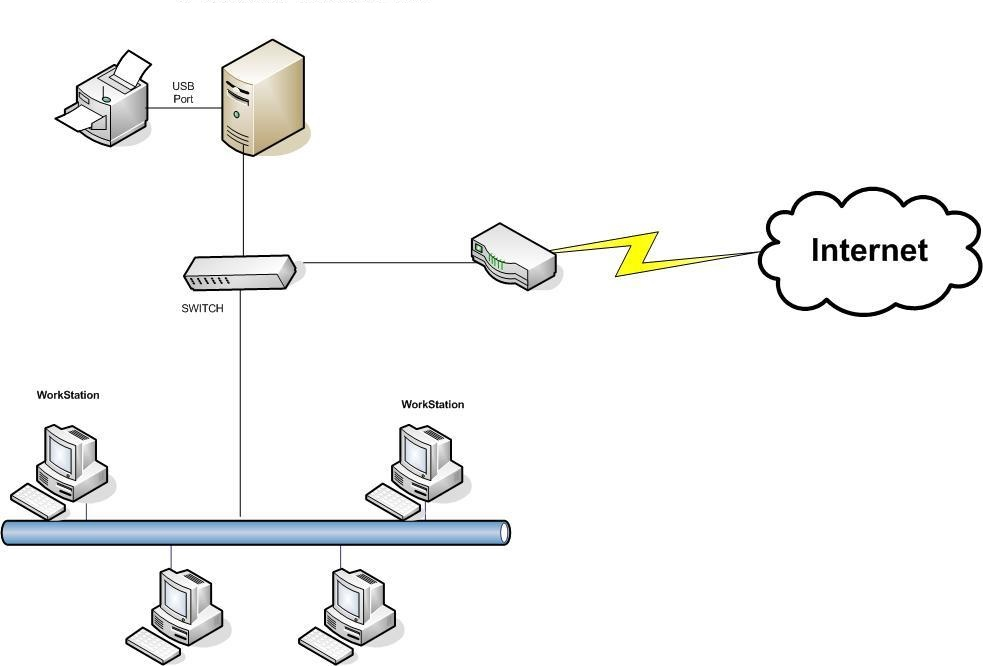 USB
Port
Internet
SWITCH
WorkStation
WorkStation